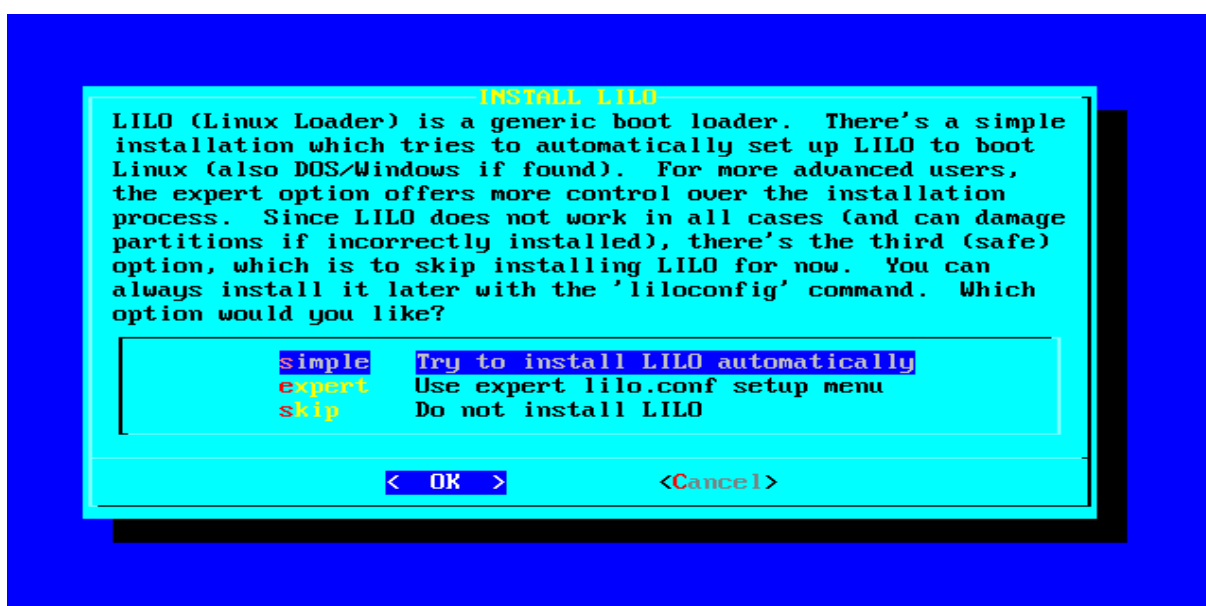 INSTALL LILO
LILO (Linux Loader) is a generic boot loader.  There's a simple
installation which tries to automatically set up LILO to boot
Linux (also DOS/Windows if found).  For more advanced users,
the expert option offers more control over the installation
process.  Since LILO does not work in all cases (and can damage
partitions if incorrectly installed), there's the third (safe)
option, which is to skip installing LILO for now.  You can
always install it later with the 'liloconfig' command.  Which
option would you like?
simple   Try to install LILO automatically
expert   Use expert lilo.conf setup menu
skip     Do not install LILO
<  OK  >          <Cancel>